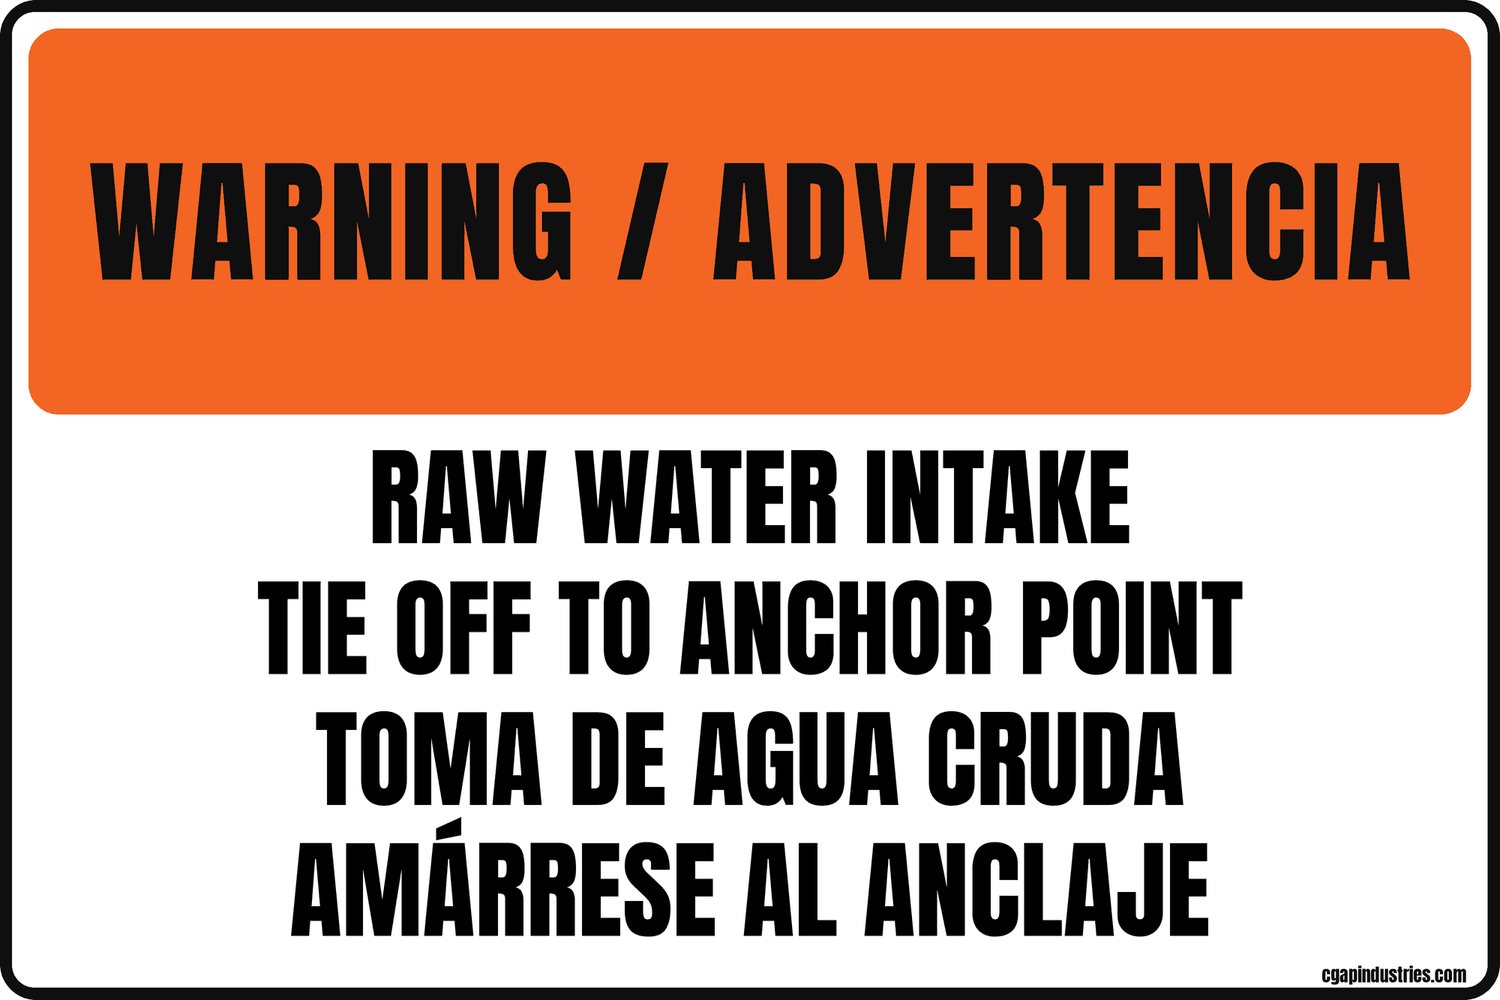 WARNING / ADVERTENCIA
RAW WATER INTAKE
TIE OFF TO ANCHOR POINT
TOMA DE AGUA CRUDA
AMÁRRESE AL ANCLAJE
cgapindustries.com